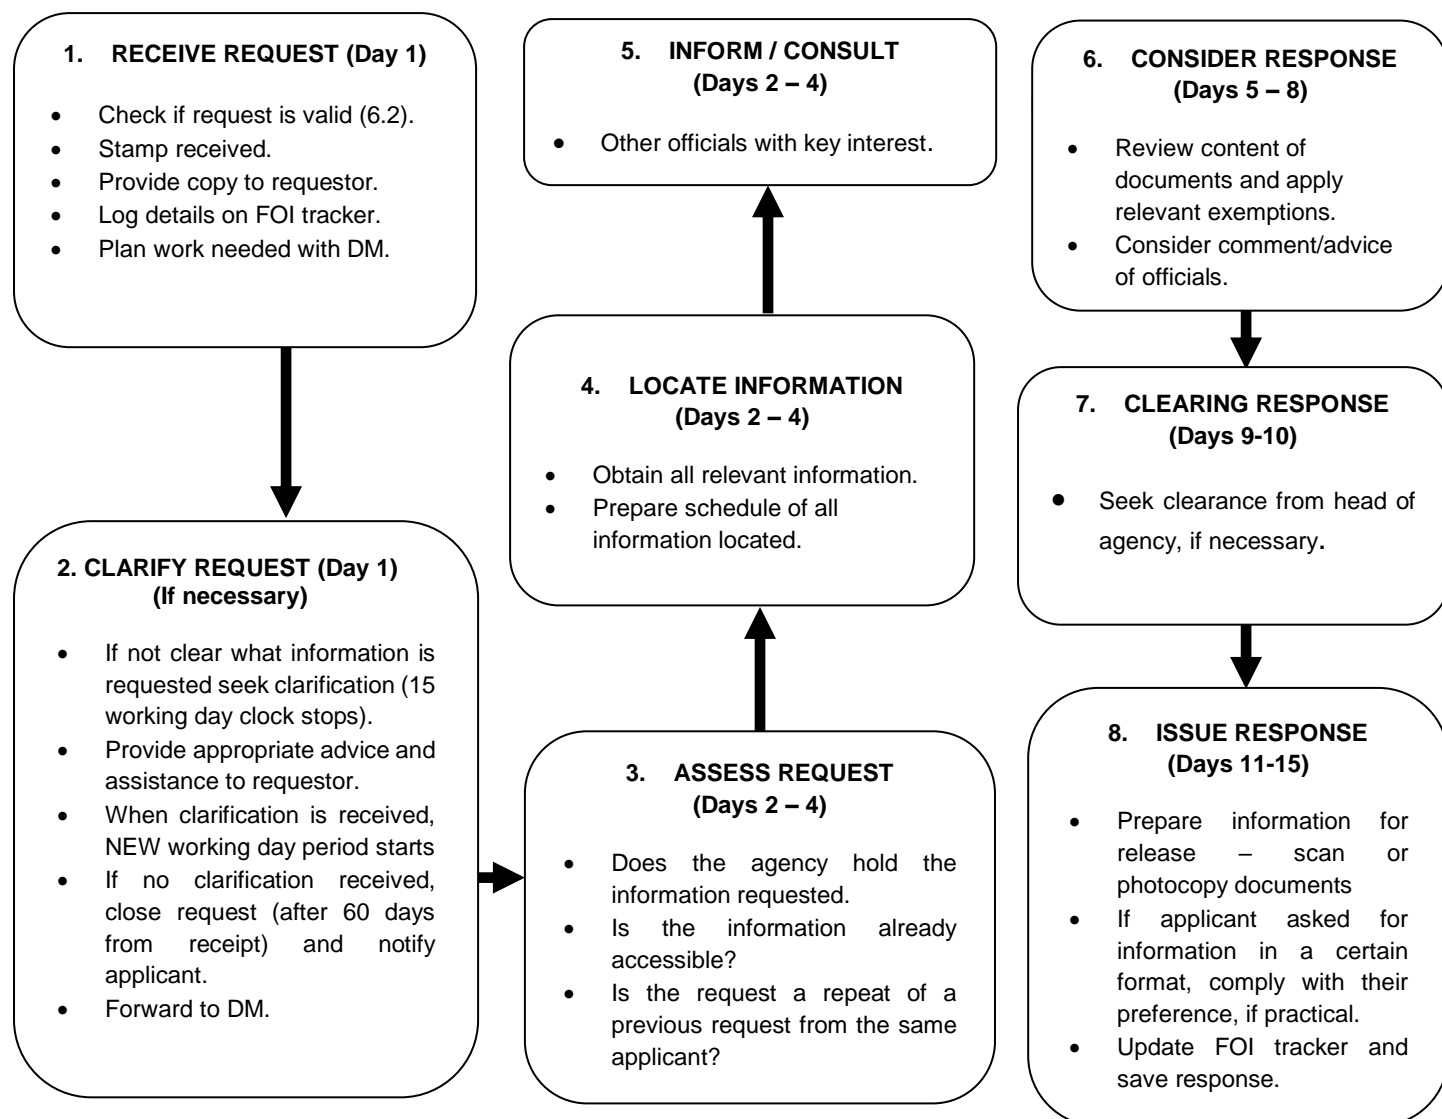 1. RECEIVE REQUEST (Day 1)
• Check if request is valid (6.2).
• Stamp received.
• Provide copy to requestor.
• Log details on FOI tracker.
• Plan work needed with DM.
2. CLARIFY REQUEST (Day 1)
(If necessary)
• If not clear what information is
requested seek clarification (15
working day clock stops).
• Provide appropriate advice and
assistance to requestor.
• When clarification is received,
NEW working day period starts
• If no clarification received,
close request (after 60 days
from receipt) and notify
applicant.
• Forward to DM.
3. ASSESS REQUEST
(Days 2 – 4)
• Does the agency hold the
information requested.
• Is the information already
accessible?
• Is the request a repeat of a
previous request from the same
applicant?
4. LOCATE INFORMATION
(Days 2 – 4)
• Obtain all relevant information.
• Prepare schedule of all
information located.
5. INFORM / CONSULT
(Days 2 – 4)
• Other officials with key interest.
6. CONSIDER RESPONSE
(Days 5 – 8)
• Review content of
documents and apply
relevant exemptions.
• Consider comment/advice
of officials.
7. CLEARING RESPONSE
(Days 9-10)
• Seek clearance from head of
agency, if necessary.
8. ISSUE RESPONSE
(Days 11-15)
• Prepare information for
release – scan or
photocopy documents
• If applicant asked for
information in a certain
format, comply with their
preference, if practical.
• Update FOI tracker and
save response.